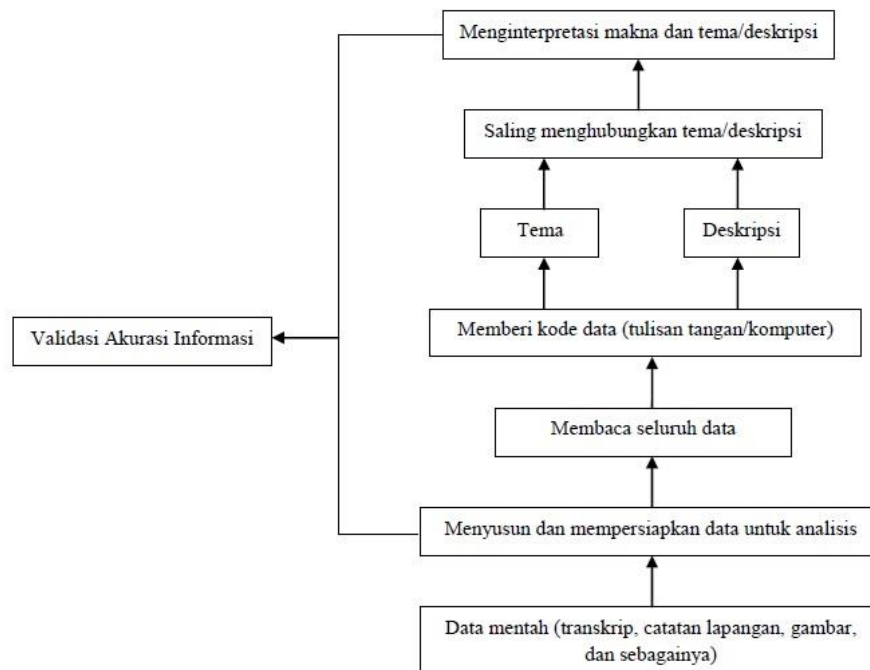 Menginterpretasi makna dan tema/deskripsi
Saling menghubungkan tema/deskripsi
Tema
Deskripsi
Validasi Akurasi Informasi
Memberi kode data (tulisan tangan/komputer)
Membaca seluruh data
Menyusun dan mempersiapkan data untuk analisis
Data mentah (transkrip, catatan lapangan, gambar,
dan sebagainya)